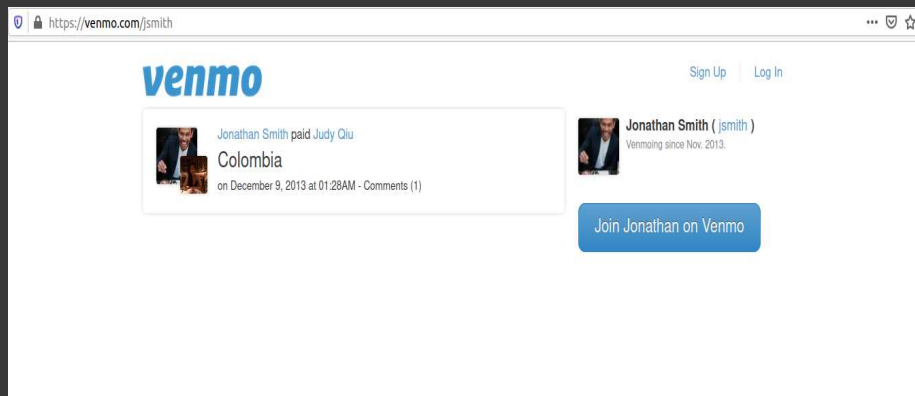 https://venmo.com/jsmith
venmo
Sign Up
Log In
Jonathan Smith paid Judy Qiu
Colombia
on December 9, 2013 at 01:28AM - Comments (1)
Jonathan Smith ( jsmith )
Venmoing since Nov. 2013.
Join Jonathan on Venmo